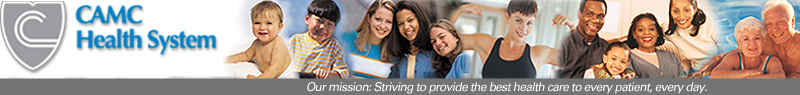 CAMC
Health System
Our mission: Striving to provide the best health care to every patient, every day.